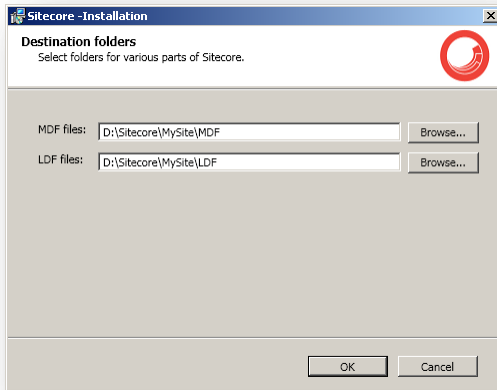 Sitecore -Installation
Destination folders
Select folders for various parts of Sitecore.
MDF files: D:\Sitecore\MySite\MDF Browse...
LDF files: D:\Sitecore\MySite\LDF Browse...
OK Cancel